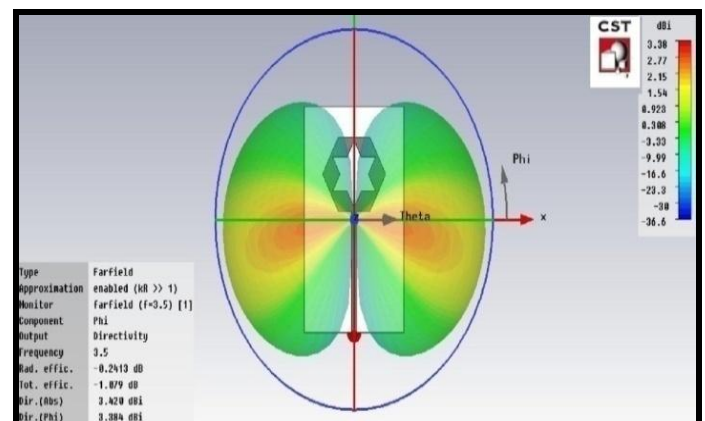 CST
dBi
3.38
2.77
2.15
1.54
0.923
0.308
-3.33
-9.99
-16.6
-23.3
-30
-36.6
Phi
Theta
x
Type Farfield
Approximation enabled (kR >> 1)
Monitor farfield (f=3.5) [1]
Component Phi
Output Directivity
Frequency 3.5
Rad. effic. -0.2413 dB
Tot. effic. -1.079 dB
Dir.(Abs) 3.420 dBi
Dir.(Phi) 3.384 dBi